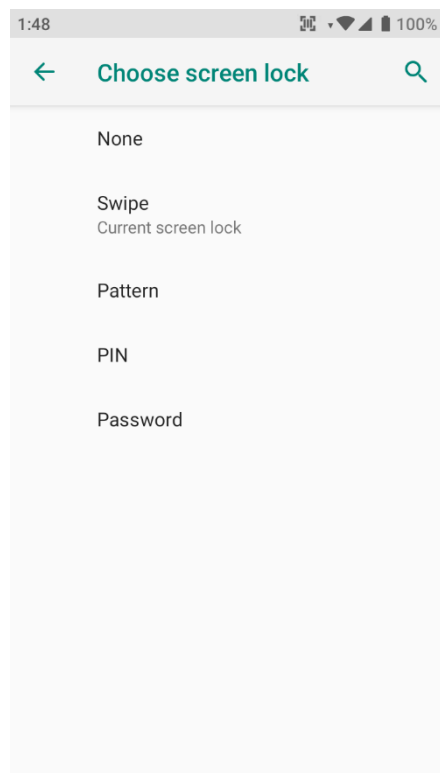 1:48
100%
Choose screen lock
None
Swipe
Current screen lock
Pattern
PIN
Password